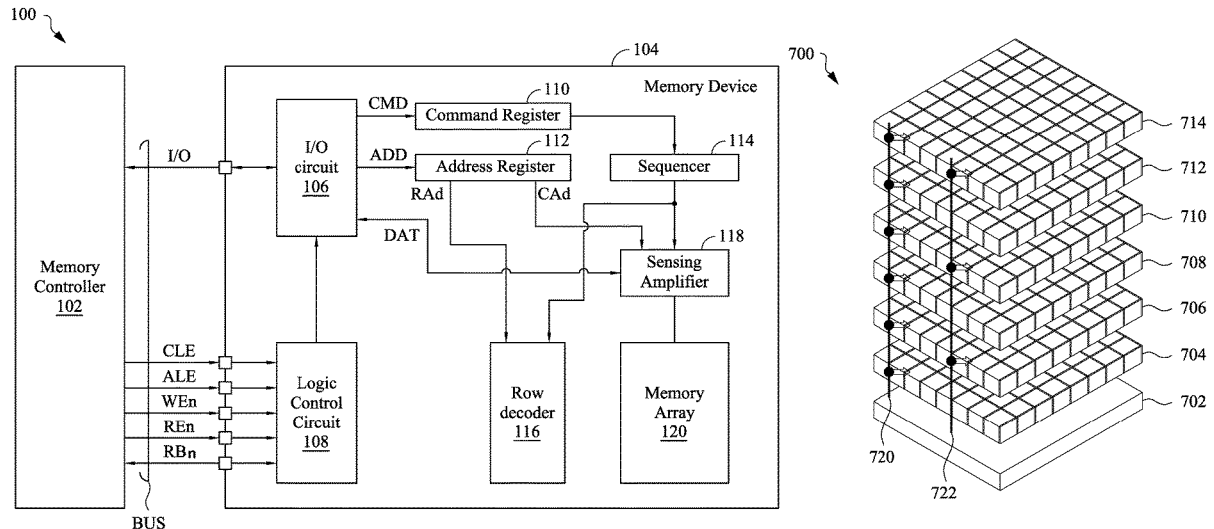 100
Memory
Controller
102
I/O
CLE
ALE
WEn
REn
RBn
BUS
104
Memory Device
I/O
circuit
106
CMD
110
Command Register
ADD
112
Address Register
114
Sequencer
RAd
CAd
DAT
118
Sensing
Amplifier
Logic
Control
Circuit
108
Row
decoder
116
Memory
Array
120
700
714
712
710
708
706
704
702
720
722